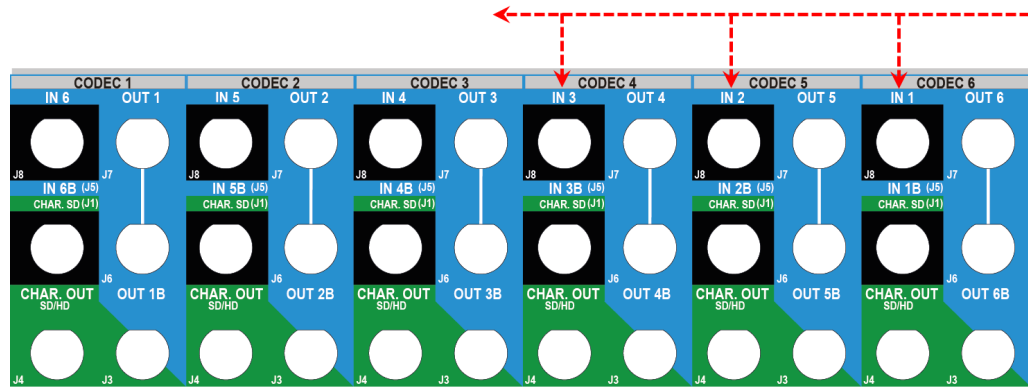 CODEC 1 CODEC 2 CODEC 3 CODEC 4 CODEC 5 CODEC 6
IN 6 OUT 1 IN 5 OUT 2 IN 4 OUT 3 IN 3 OUT 4 IN 2 OUT 5 IN 1 OUT 6
J8 J7 J8 J7 J8 J7 J8 J7 J8 J7 J8 J7
IN 6B (J5) IN 5B (J5) IN 4B (J5) IN 3B (J5) IN 2B (J5) IN 1B (J5)
CHAR. SD (J1) CHAR. SD (J1) CHAR. SD (J1) CHAR. SD (J1) CHAR. SD (J1) CHAR. SD (J1)
J6 J6 J6 J6 J6 J6
CHAR. OUT OUT 1B CHAR. OUT OUT 2B CHAR. OUT OUT 3B CHAR. OUT OUT 4B CHAR. OUT OUT 5B CHAR. OUT OUT 6B
SD/HD SD/HD SD/HD SD/HD SD/HD SD/HD
J4 J3 J4 J3 J4 J3 J4 J3 J4 J3 J4 J3